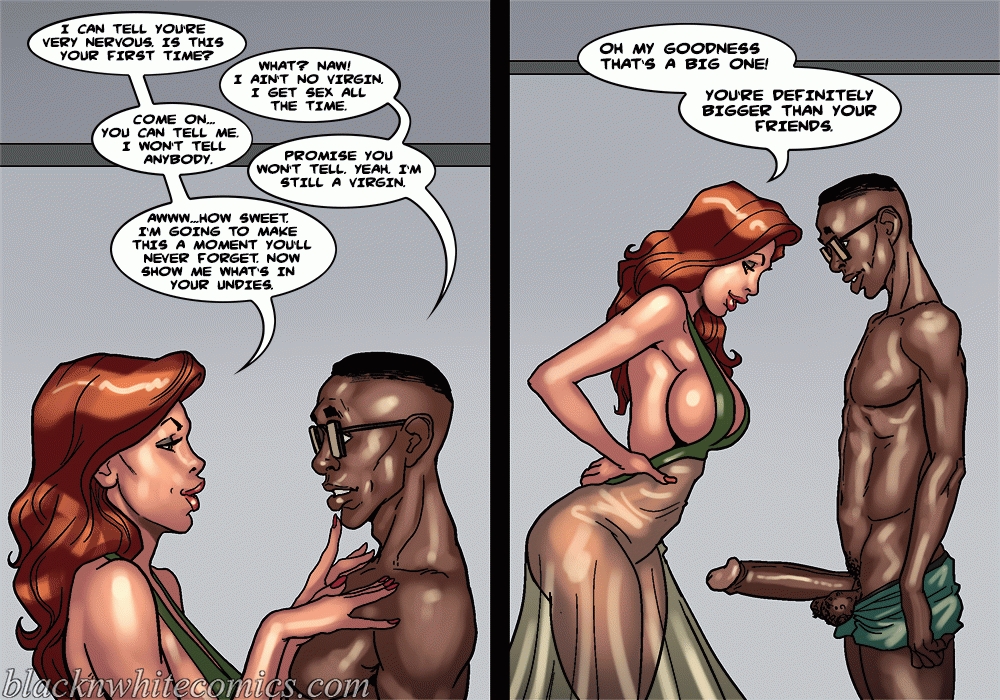 I CAN TELL YOU'RE
VERY NERVOUS. IS THIS
YOUR FIRST TIME?
WHAT? NAW!
I AIN'T NO VIRGIN.
I GET SEX ALL
THE TIME.
COME ON...
YOU CAN TELL ME.
I WON'T TELL
ANYBODY.
PROMISE YOU
WON'T TELL. YEAH. I'M
STILL A VIRGIN.
AWWW...HOW SWEET.
I'M GOING TO MAKE
THIS A MOMENT YOU'LL
NEVER FORGET. NOW
SHOW ME WHAT'S IN
YOUR UNDIES.
OH MY GOODNESS
THAT'S A BIG ONE!
YOU'RE DEFINITELY
BIGGER THAN YOUR
FRIENDS.
blacknwhitecomics.com